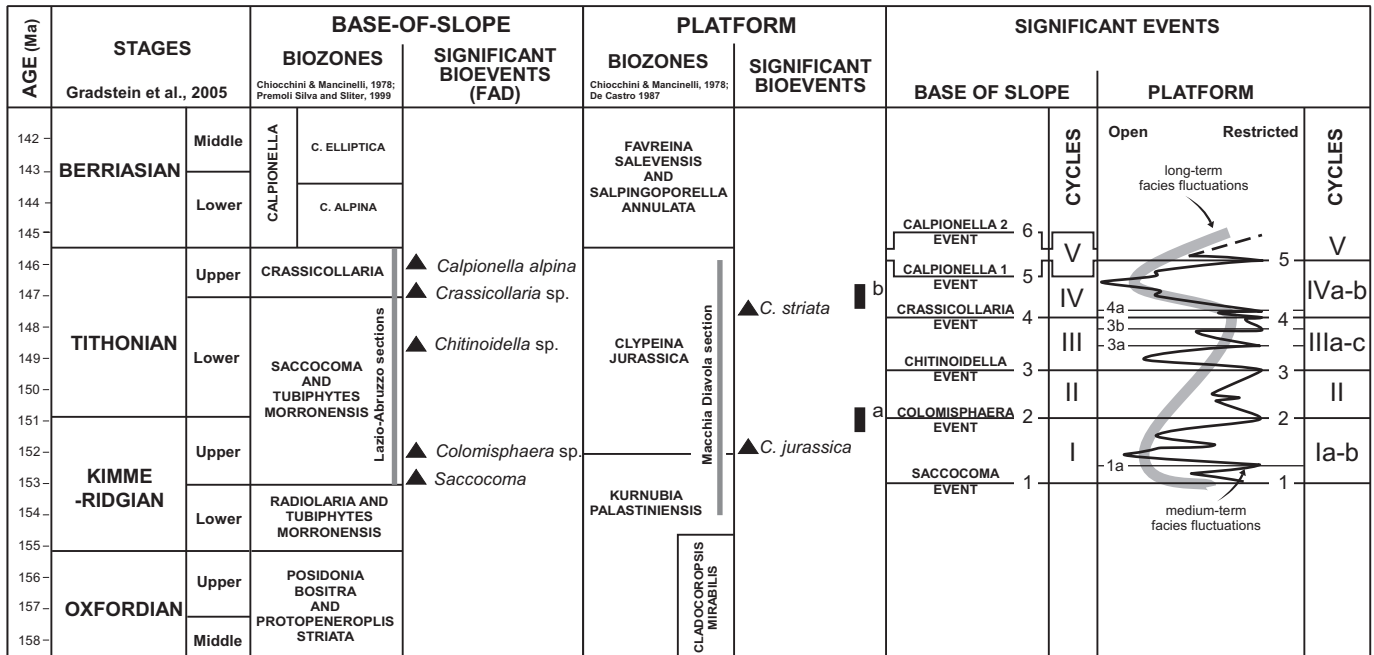 AGE (Ma)
STAGES
Gradstein et al., 2005
BASE-OF-SLOPE
BIOZONES
Chiocchini & Mancinelli, 1978;
Premoli Silva and Sliter, 1999
SIGNIFICANT
BIOEVENTS
(FAD)
PLATFORM
BIOZONES
Chiocchini & Mancinelli, 1978;
De Castro 1987
SIGNIFICANT
BIOEVENTS
SIGNIFICANT EVENTS
BASE OF SLOPE
PLATFORM
142
143
144
145
146
147
148
149
150
151
152
153
154
155
156
157
158
BERRIASIAN
Middle
Lower
TITHONIAN
Upper
Lower
KIMME
-RIDGIAN
Upper
Lower
OXFORDIAN
Upper
Middle
CALPIONELLA
C. ELLIPTICA
C. ALPINA
CRASSICOLLARIA
SACCOCOMA
AND
TUBIPHYTES
MORRONENSIS
RADIOLARIA AND
TUBIPHYTES
MORRONENSIS
POSIDONIA
BOSITRA
AND
PROTOPENEROPLIS
STRIATA
Lazio-Abruzzo sections
Calpionella alpina
Crassicollaria sp.
Chitinoidella sp.
Colomisphaera sp.
Saccocoma
FAVREINA
SALEVENSIS
AND
SALPINGOPORELLA
ANNULATA
CLYPEINA
JURASSICA
KURNUBIA
PALASTINIENSIS
CLADOCOROPSIS
MIRABILIS
Macchia Diavola section
C. striata
b
C. jurassica
a
CALPIONELLA 2
EVENT
6
CALPIONELLA 1
EVENT
5
CRASSICOLLARIA
EVENT
4
CHITINOIDELLA
EVENT
3
COLOMISPHAERA
EVENT
2
SACCOCOMA
EVENT
1
CYCLES
V
IV
III
II
I
Open
Restricted
long-term
facies fluctuations
5
4a
4
3b
3a
3
2
1a
1
medium-term
facies fluctuations
CYCLES
V
IVa-b
IIIa-c
II
Ia-b